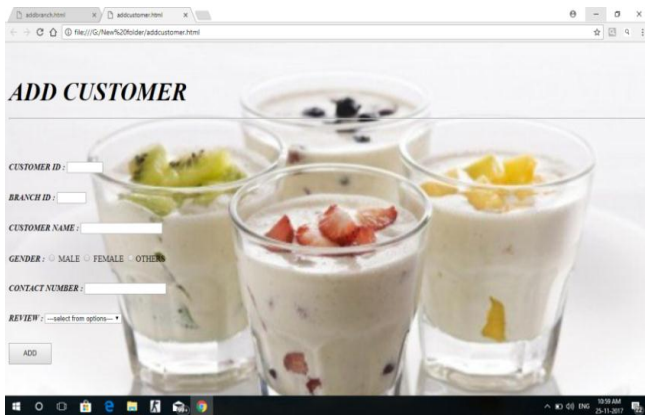 addbranch.html
addcustomer.html
file:///G:/New%20folder/addcustomer.html
ADD CUSTOMER
CUSTOMER ID :
BRANCH ID :
CUSTOMER NAME :
GENDER : MALE FEMALE OTHERS
CONTACT NUMBER :
REVIEW : ---select from options---
ADD
ENG
10:59 AM
25-11-2017